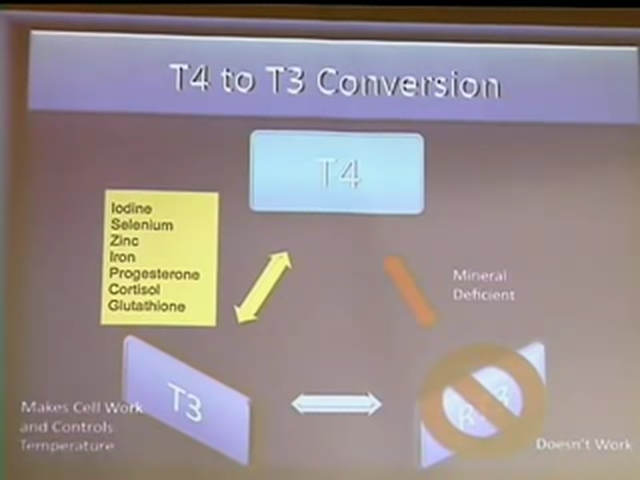 T4 to T3 Conversion
T4
Iodine
Selenium
Zinc
Iron
Progesterone
Cortisol
Glutathione
Mineral
Deficient
T3
RT3
Makes Cell Work
and Controls
Temperature
Doesn't Work